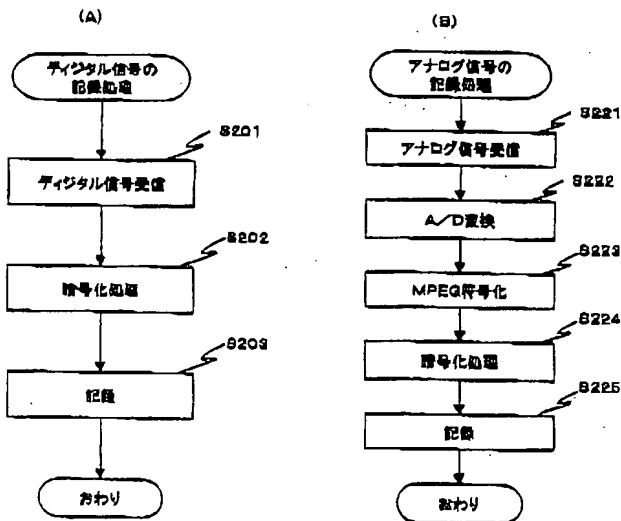 (A)
ディジタル信号の
記録処理
S201
ディジタル信号受信
S202
暗号化処理
S203
記録
おわり
(B)
アナログ信号の
記録処理
S221
アナログ信号受信
S222
A/D変換
S223
MPEG符号化
S224
暗号化処理
S225
記録
おわり